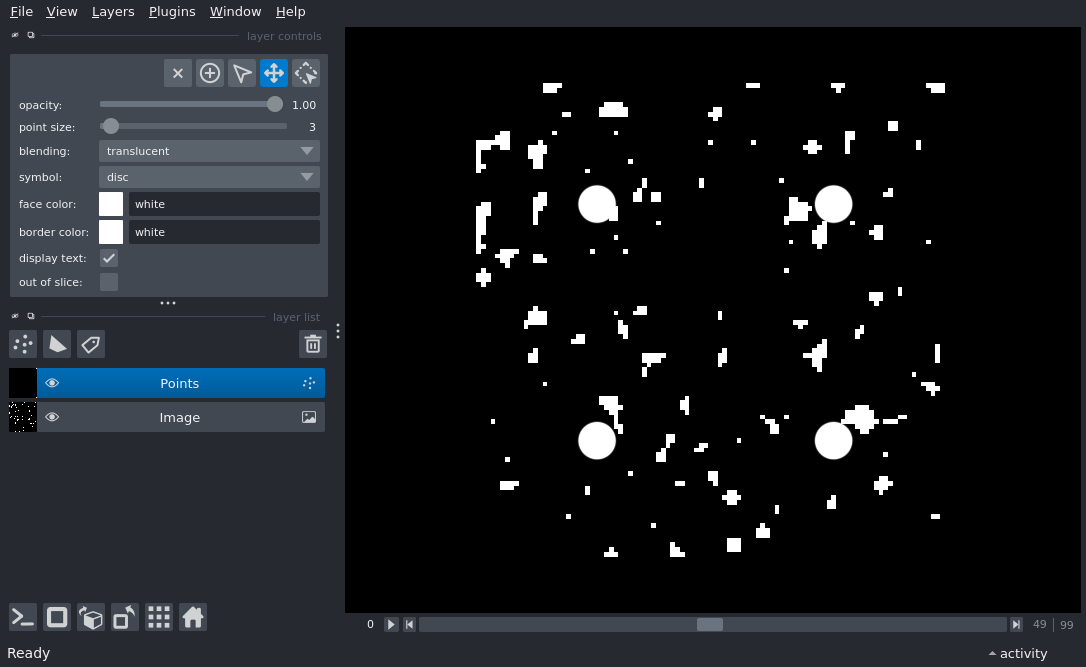 File View Layers Plugins Window Help
layer controls
opacity: 1.00
point size: 3
blending: translucent
symbol: disc
face color: white
border color: white
display text:
out of slice:
layer list
Points
Image
0 49 | 99
Ready activity